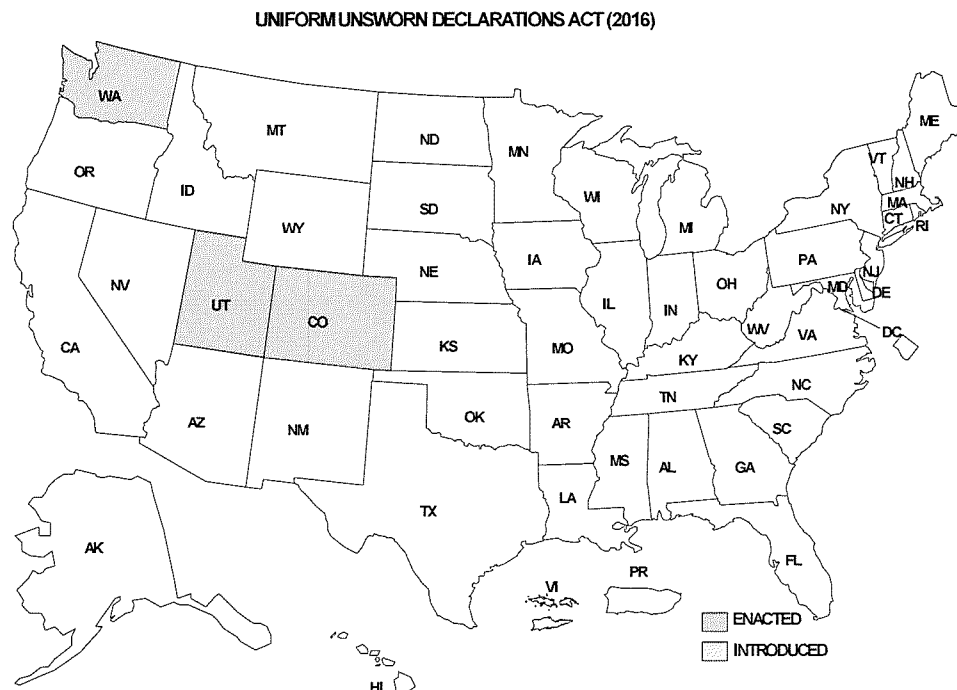 UNIFORM UNSWORN DECLARATIONS ACT (2016)
WA
MT
ND
MN
ME
OR
ID
SD
WI
VT
NH
WY
MI
NY
MA
CT
RI
NE
IA
PA
NV
UT
CO
IL
IN
OH
NJ
MD
DE
CA
KS
MO
WV
VA
DC
KY
NC
TN
AZ
NM
OK
AR
SC
MS
AL
GA
LA
TX
AK
FL
VI
PR
ENACTED
INTRODUCED
HI